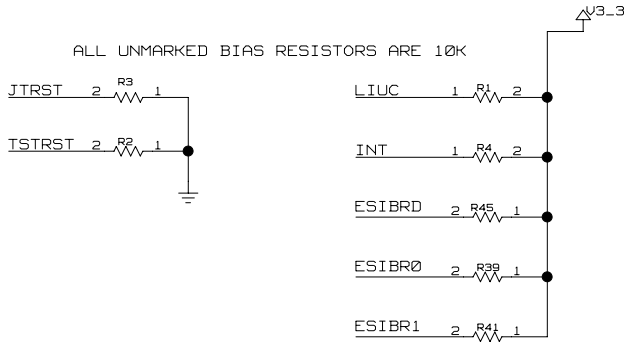 V3_3
ALL UNMARKED BIAS RESISTORS ARE 10K
JTRST 2 R3 1
TSTRST 2 R2 1
LIUC 1 R1 2
INT 1 R4 2
ESIBRD 2 R45 1
ESIBR0 2 R39 1
ESIBR1 2 R41 1